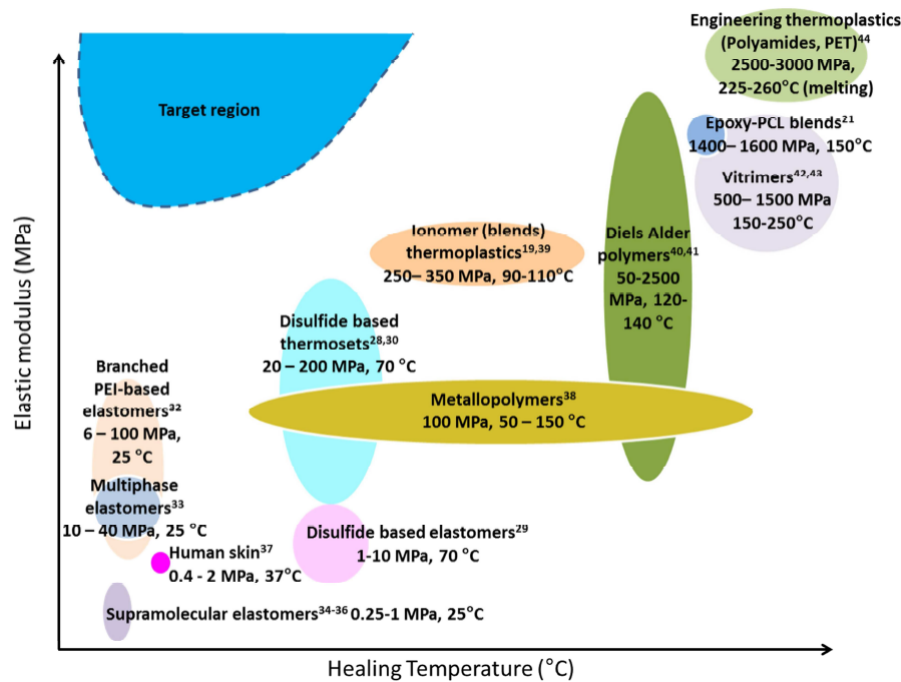 Engineering thermoplastics
(Polyamides, PET)44
2500-3000 MPa,
225-260°C (melting)
Target region
Epoxy-PCL blends21
1400– 1600 MPa, 150°C
Vitrimers42,43
500– 1500 MPa
150-250°C
Ionomer (blends)
thermoplastics19,39
250– 350 MPa, 90-110°C
Diels Alder
polymers40,41
50-2500
MPa, 120-
140 °C
Disulfide based
thermosets28,30
20 – 200 MPa, 70 °C
Branched
PEI-based
elastomers32
6 – 100 MPa,
25 °C
Metallopolymers38
100 MPa, 50 – 150 °C
Multiphase
elastomers33
10 – 40 MPa, 25 °C
Disulfide based elastomers29
1-10 MPa, 70 °C
Human skin37
0.4 - 2 MPa, 37°C
Supramolecular elastomers34-36 0.25-1 MPa, 25°C
Elastic modulus (MPa)
Healing Temperature (°C)